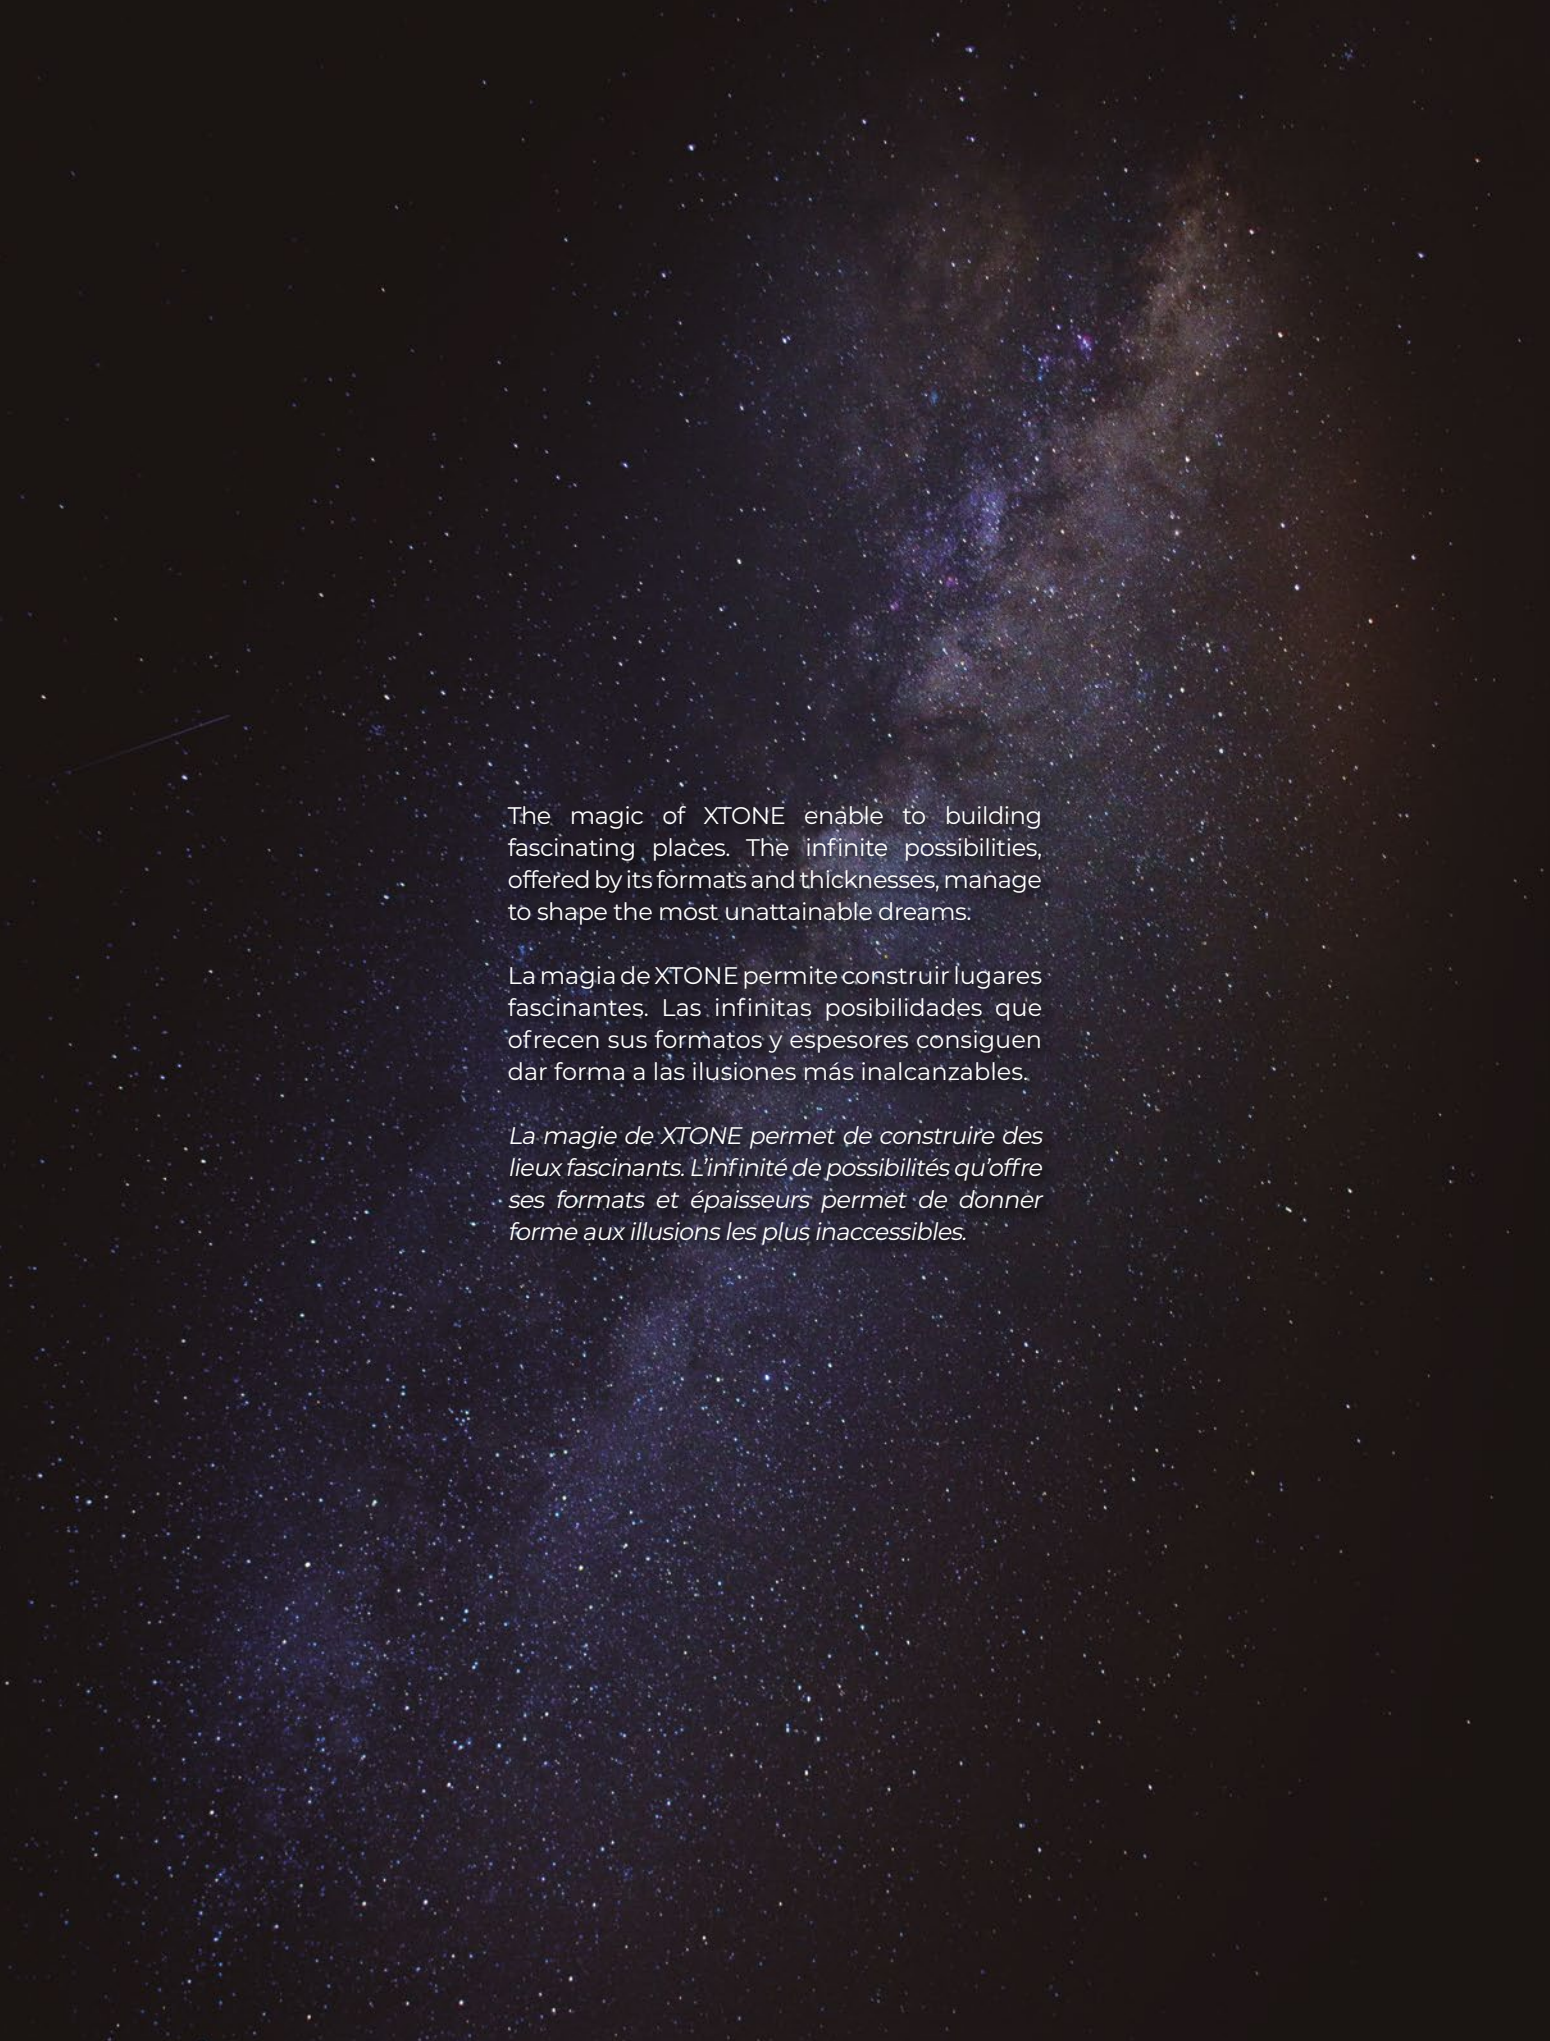 The magic of XTONE enable to building
fascinating places. The infinite possibilities,
offered by its formats and thicknesses, manage
to shape the most unattainable dreams.
La magia de XTONE permite construir lugares
fascinantes. Las infinitas posibilidades que
ofrecen sus formatos y espesores consiguen
dar forma a las ilusiones más inalcanzables.
La magie de XTONE permet de construire des
lieux fascinants. L’infinité de possibilités qu’offre
ses formats et épaisseurs permet de donner
forme aux illusions les plus inaccessibles.